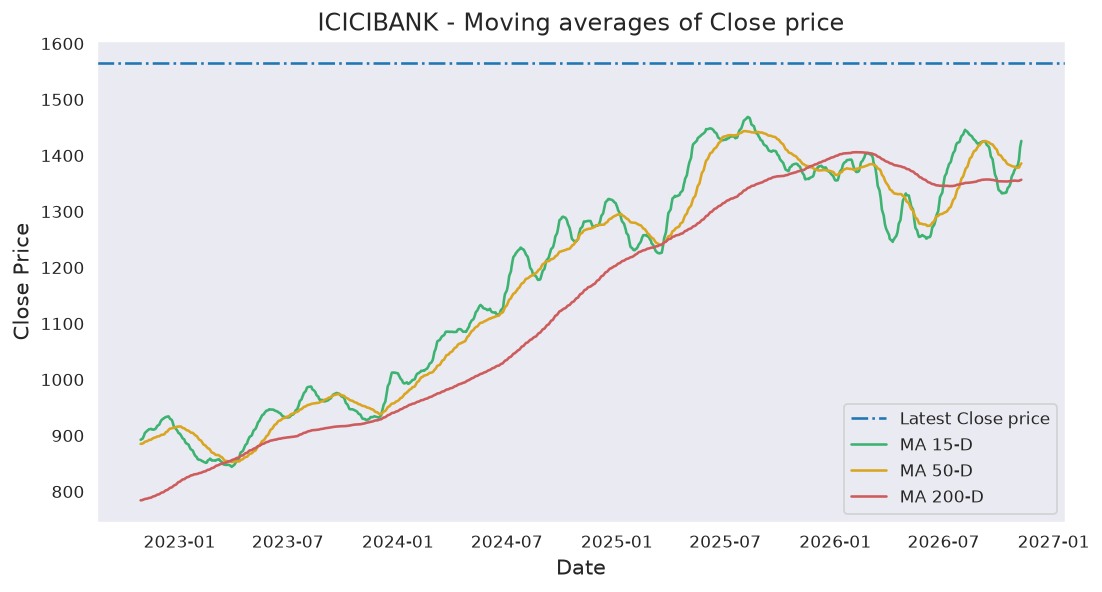 ICICIBANK - Moving averages of Close price
Close Price
1600
1500
1400
1300
1200
1100
1000
900
800
2023-01 2023-07 2024-01 2024-07 2025-01 2025-07 2026-01 2026-07 2027-01
Date
Latest Close price
MA 15-D
MA 50-D
MA 200-D